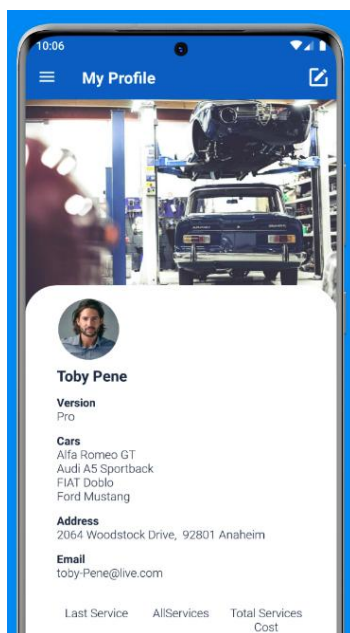 10:06
My Profile
Toby Pene
Version
Pro
Cars
Alfa Romeo GT
Audi A5 Sportback
FIAT Doblo
Ford Mustang
Address
2064 Woodstock Drive, 92801 Anaheim
Email
toby-Pene@live.com
Last Service AllServices Total Services
Cost